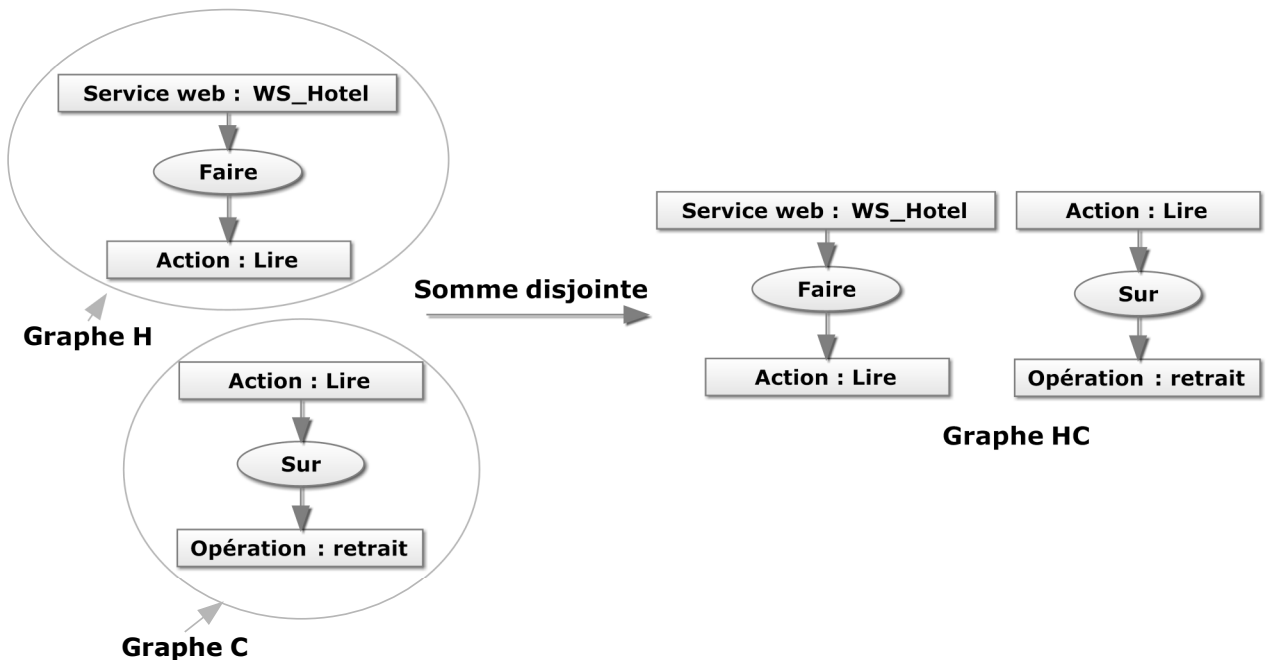 Service web : WS_Hotel
Faire
Action : Lire
Graphe H
Action : Lire
Sur
Opération : retrait
Graphe C
Somme disjointe
Service web : WS_Hotel
Faire
Action : Lire
Action : Lire
Sur
Opération : retrait
Graphe HC